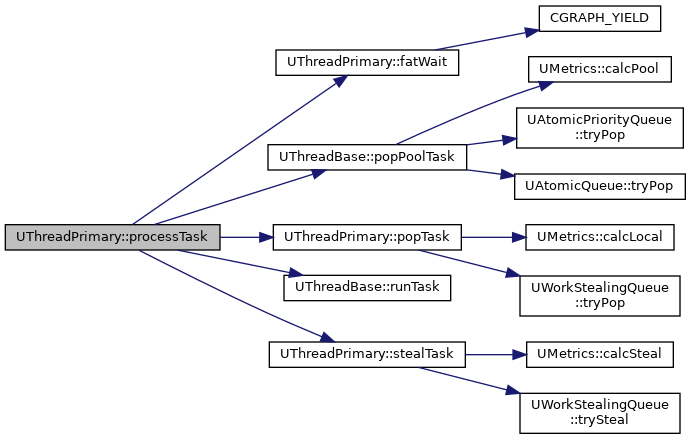 CGRAPH_YIELD
UThreadPrimary::fatWait
UMetrics::calcPool
UAtomicPriorityQueue
::tryPop
UThreadBase::popPoolTask
UAtomicQueue::tryPop
UThreadPrimary::processTask
UThreadPrimary::popTask
UMetrics::calcLocal
UThreadBase::runTask
UWorkStealingQueue
::tryPop
UThreadPrimary::stealTask
UMetrics::calcSteal
UWorkStealingQueue
::trySteal